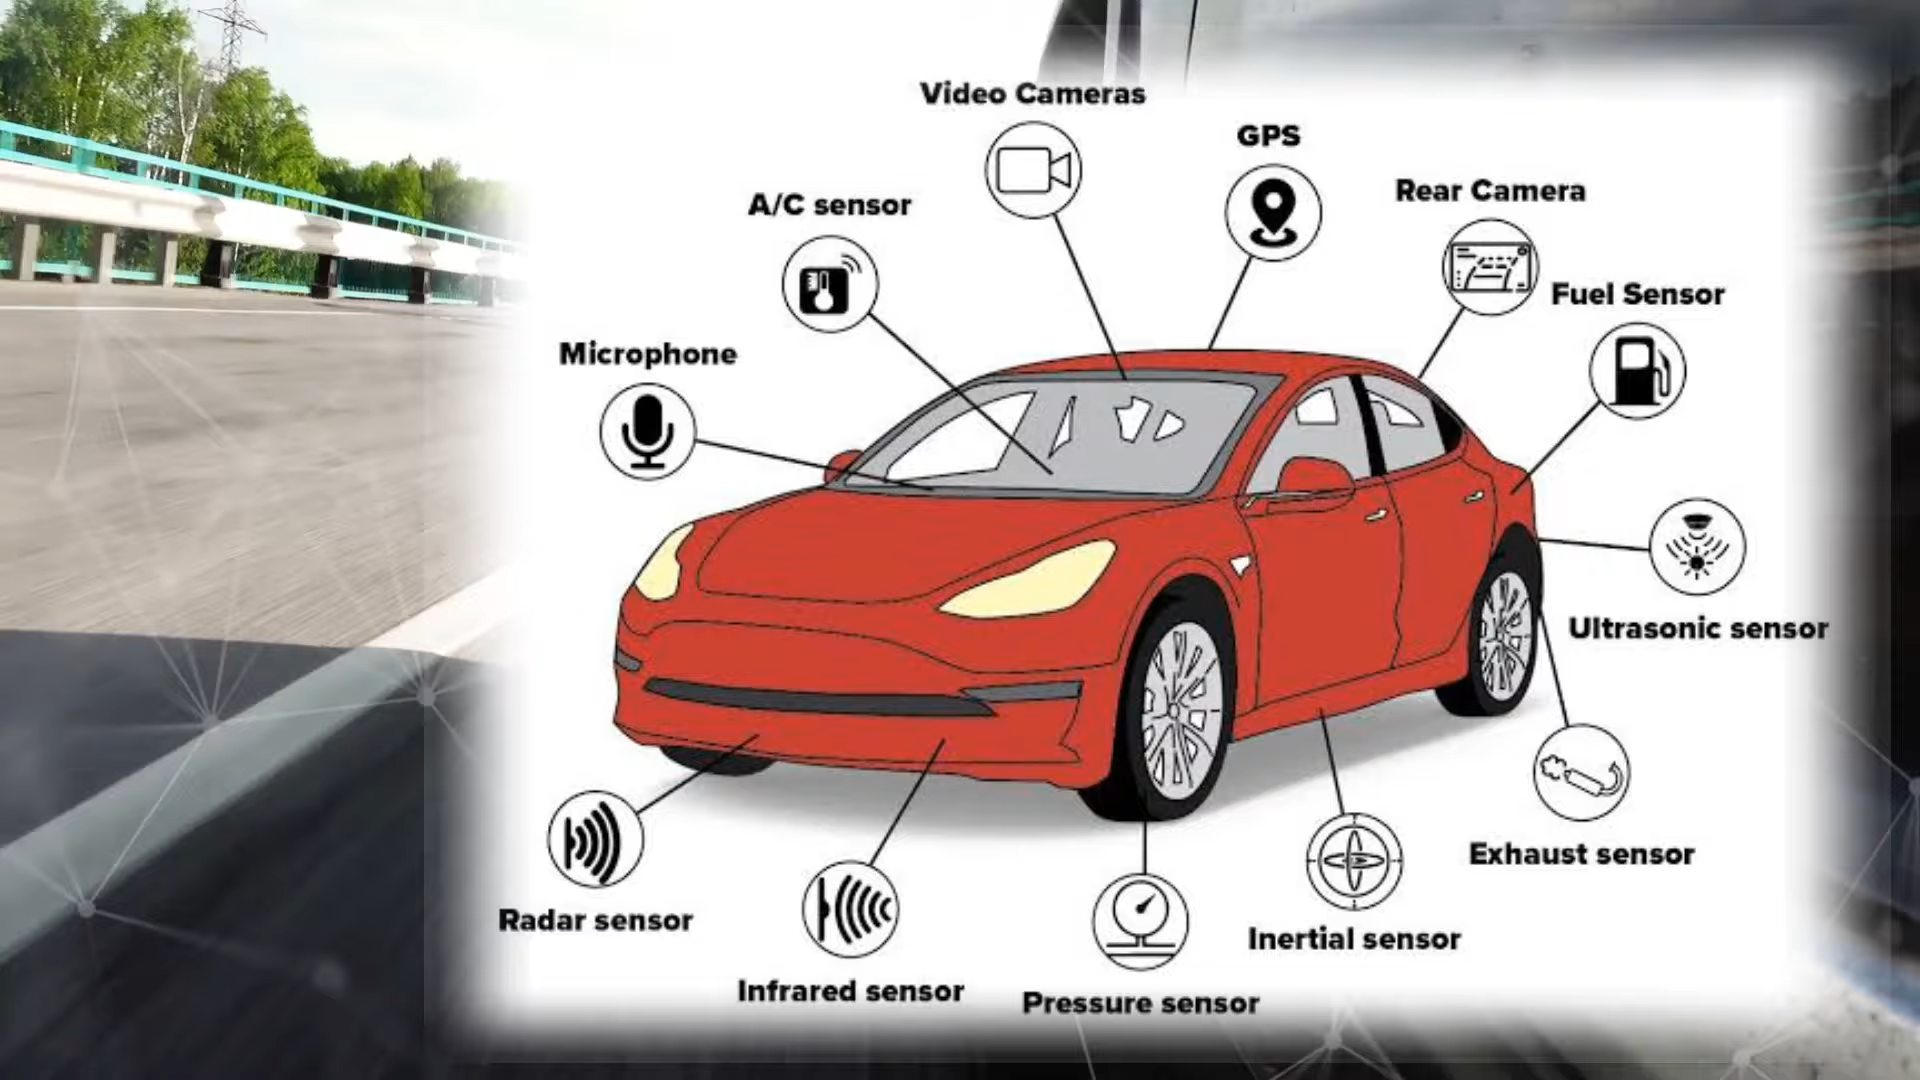 Video Cameras
GPS
Rear Camera
A/C sensor
Fuel Sensor
Microphone
Ultrasonic sensor
Exhaust sensor
Radar sensor
Inertial sensor
Infrared sensor
Pressure sensor